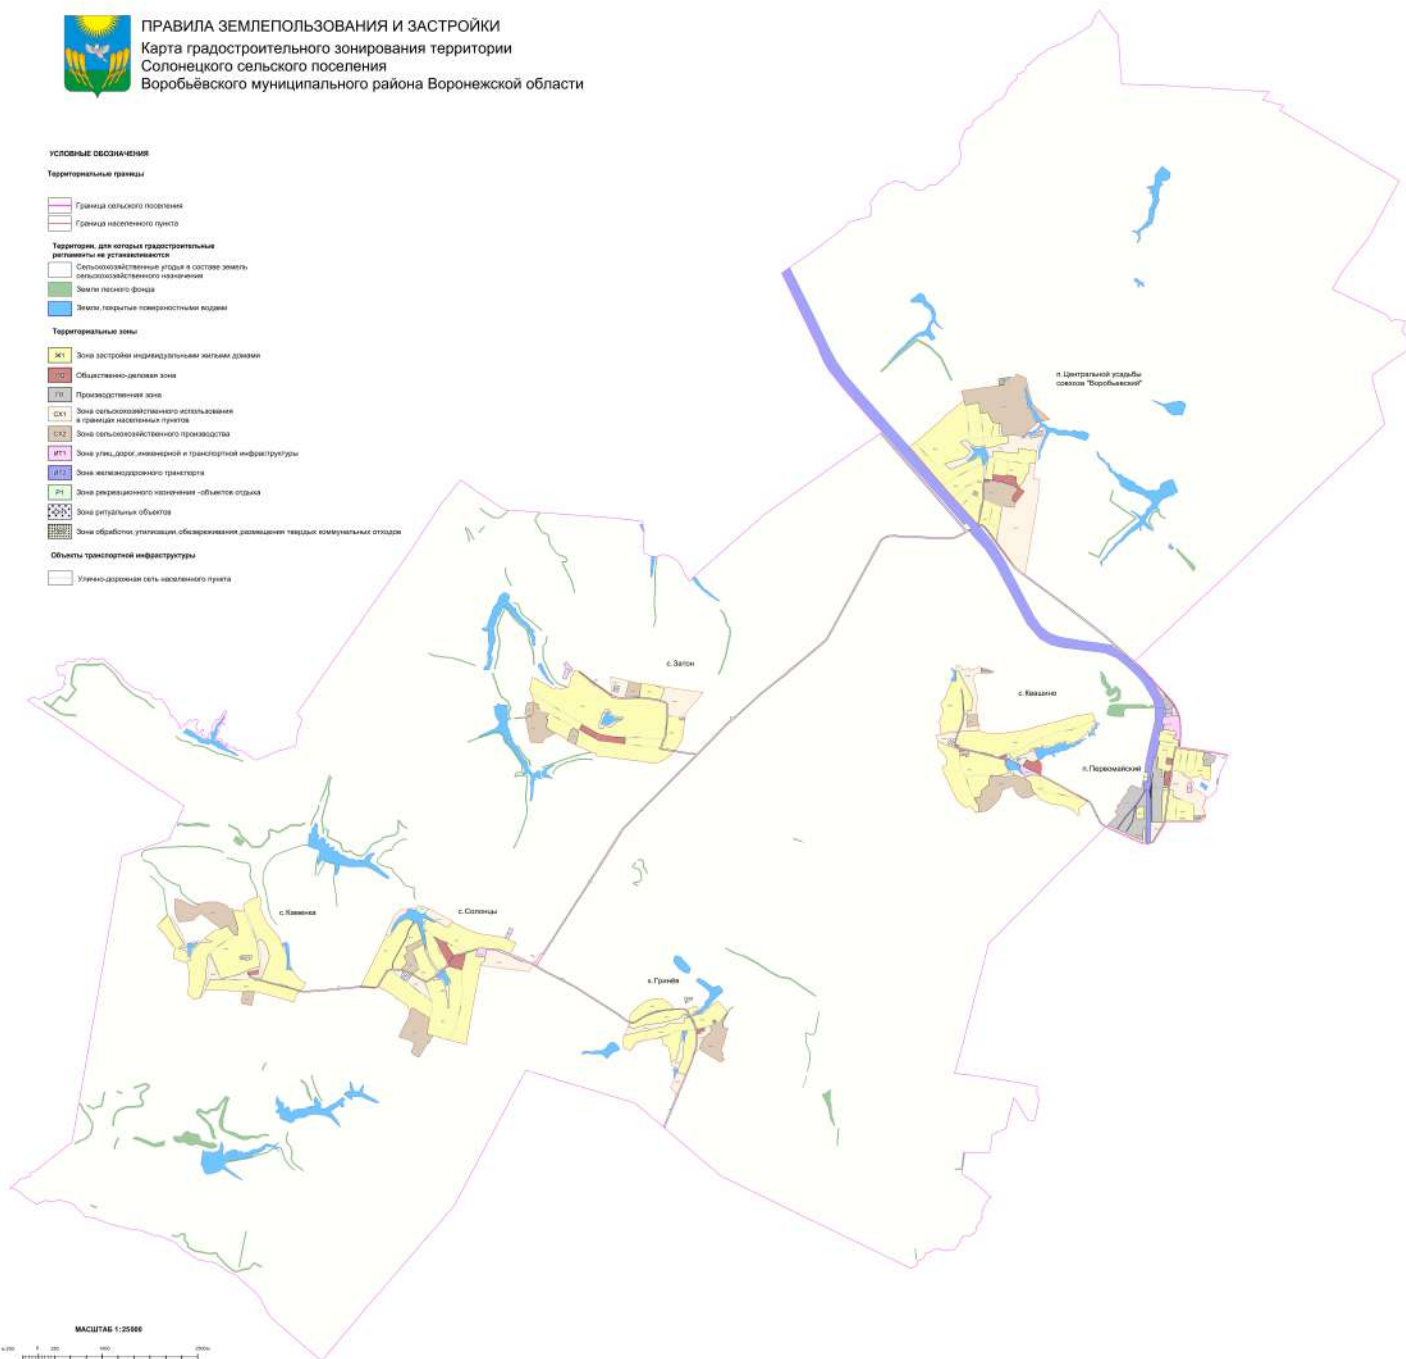 ПРАВИЛА ЗЕМЛЕПОЛЬЗОВАНИЯ И ЗАСТРОЙКИ
Карта градостроительного зонирования территории
Солонецкого сельского поселения
Воробьёвского муниципального района Воронежской области
УСЛОВНЫЕ ОБОЗНАЧЕНИЯ
Территориальные границы
Граница сельского поселения
Граница населенного пункта
Территории, для которых градостроительные
регламенты не устанавливаются
Сельскохозяйственные угодья в составе земель
сельскохозяйственного назначения
Земли лесного фонда
Земли, покрытые поверхностными водами
Территориальные зоны
Ж1 Зона застройки индивидуальными жилыми домами
Общественно-деловая зона
Производственная зона
СХ1 Зона сельскохозяйственного использования
в границах населенных пунктов
СХ2 Зона сельскохозяйственного производства
ИТ1 Зона улиц, дорог, инженерной и транспортной инфраструктуры
ИТ2 Зона железнодорожного транспорта
Р1 Зона рекреационного назначения -объектов отдыха
Зона ритуальных объектов
Зона обработки, утилизации, обезвреживания, размещения твердых коммунальных отходов
Объекты транспортной инфраструктуры
Улично-дорожная сеть населенного пункта
п. Центральной усадьбы
совхоза "Воробьевский"
с. Затон
с. Квашино
п. Первомайский
с. Каменка
с. Солонцы
х. Гринёв
МАСШТАБ 1:25000